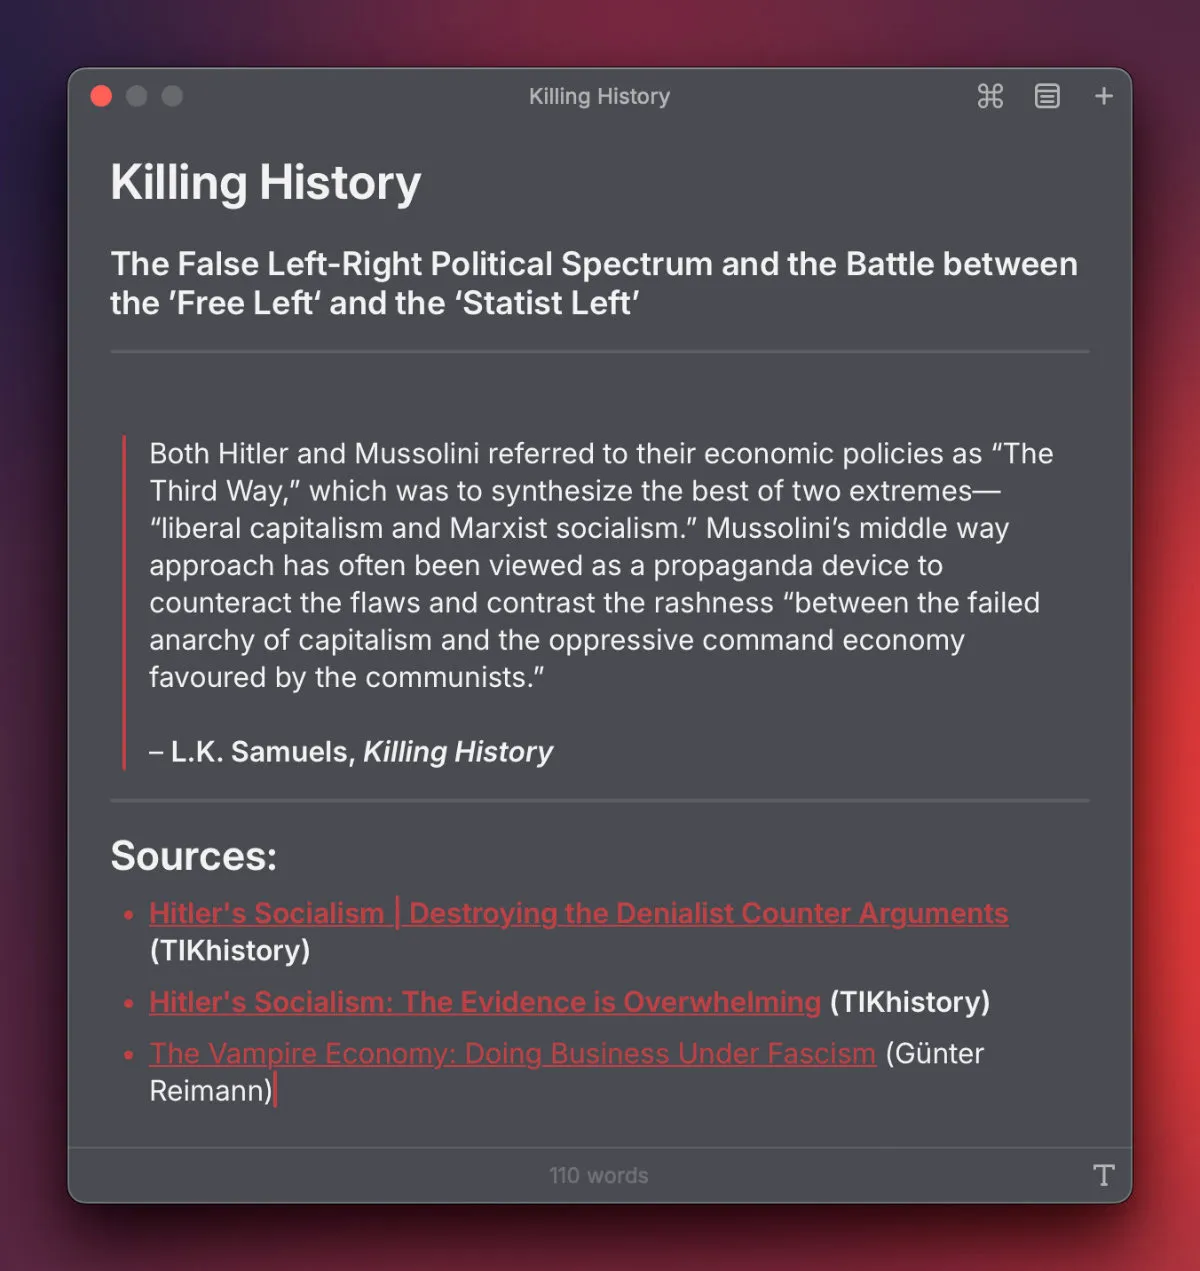 Killing History
Killing History
The False Left-Right Political Spectrum and the Battle between
the ’Free Left‘ and the ‘Statist Left’
Both Hitler and Mussolini referred to their economic policies as “The
Third Way,” which was to synthesize the best of two extremes—
“liberal capitalism and Marxist socialism.” Mussolini’s middle way
approach has often been viewed as a propaganda device to
counteract the flaws and contrast the rashness “between the failed
anarchy of capitalism and the oppressive command economy
favoured by the communists.”
– L.K. Samuels, Killing History
Sources:
• Hitler's Socialism | Destroying the Denialist Counter Arguments
(TIKhistory)
• Hitler's Socialism: The Evidence is Overwhelming (TIKhistory)
• The Vampire Economy: Doing Business Under Fascism (Günter
Reimann)
110 words